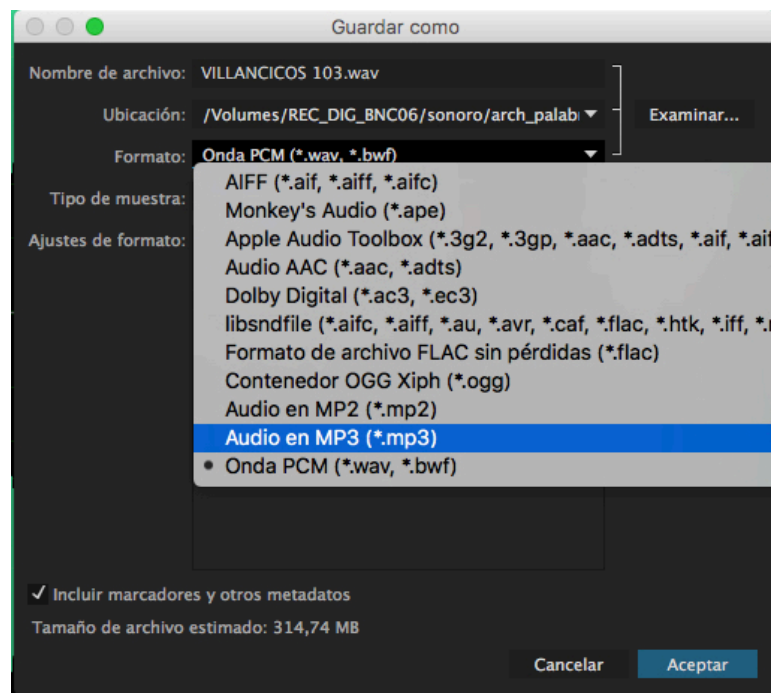 Guardar como
Nombre de archivo: VILLANCICOS 103.wav
Ubicación: /Volumes/REC_DIG_BNC06/sonoro/arch_palab
Examinar...
Formato: Onda PCM (*.wav, *.bwf)
Tipo de muestra:
Ajustes de formato:
AIFF (*.aif, *.aiff, *.aifc)
Monkey's Audio (*.ape)
Apple Audio Toolbox (*.3g2, *.3gp, *.aac, *.adts, *.aif, *.aif
Audio AAC (*.aac, *.adts)
Dolby Digital (*.ac3, *.ec3)
libsndfile (*.aifc, *.aiff, *.au, *.avr, *.caf, *.flac, *.htk, *.iff, *.
Formato de archivo FLAC sin pérdidas (*.flac)
Contenedor OGG Xiph (*.ogg)
Audio en MP2 (*.mp2)
Audio en MP3 (*.mp3)
Onda PCM (*.wav, *.bwf)
Incluir marcadores y otros metadatos
Tamaño de archivo estimado: 314,74 MB
Cancelar
Aceptar